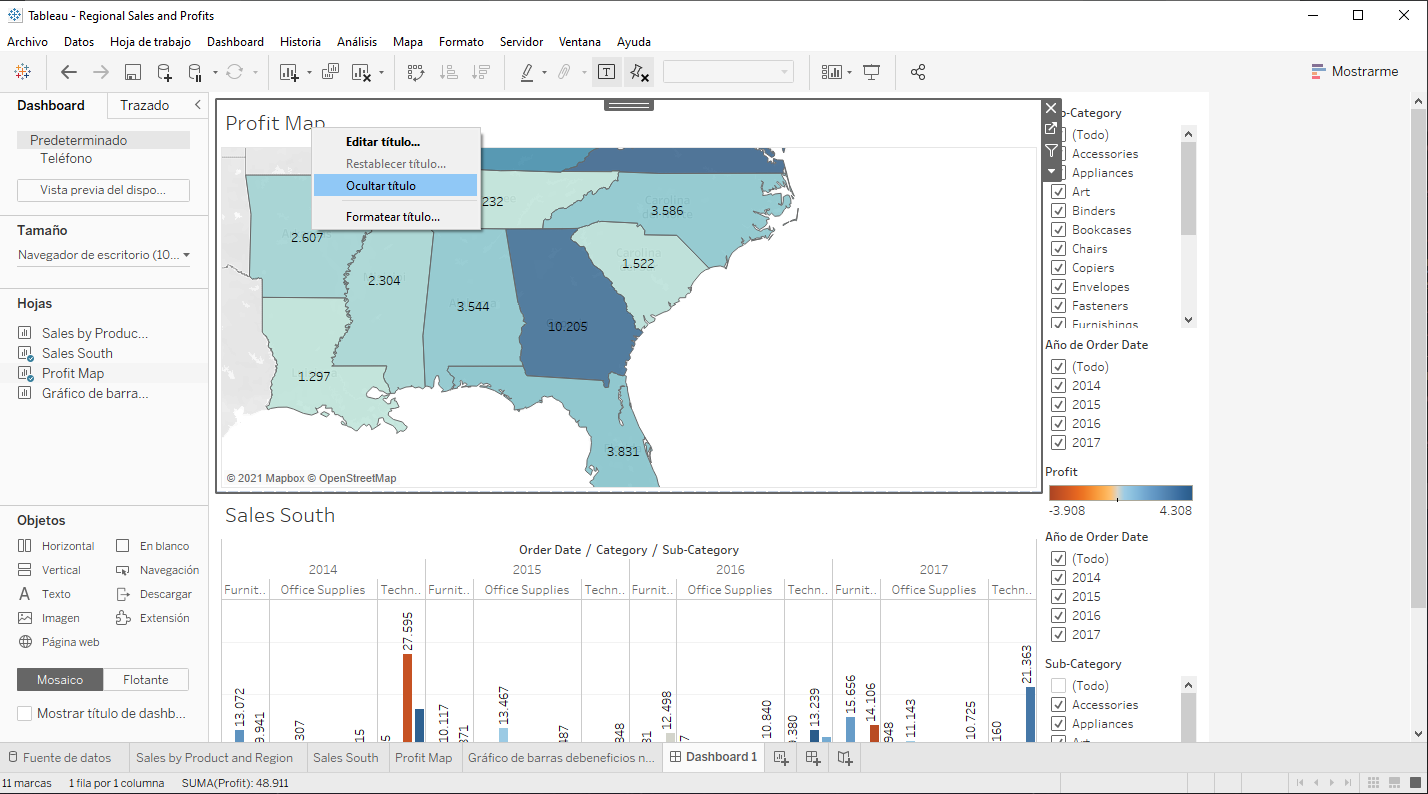 Tableau - Regional Sales and Profits
Archivo Datos Hoja de trabajo Dashboard Historia Análisis Mapa Formato Servidor Ventana Ayuda
Mostrarme
Dashboard Trazado
Predeterminado
Teléfono
Vista previa del dispo...
Tamaño
Navegador de escritorio (10...
Hojas
Sales by Produc...
Sales South
Profit Map
Gráfico de barra...
Objetos
Horizontal En blanco
Vertical Navegación
A Texto Descargar
Imagen Extensión
Página web
Mosaico Flotante
Mostrar título de dashb...
Profit Map
Editar título...
Restablecer título...
Ocultar título
Formatear título...
232
3.586
2.607
1.522
2.304
3.544
10.205
1.297
3.831
© 2021 Mapbox © OpenStreetMap
Sales South
Order Date / Category / Sub-Category
2014 2015 2016 2017
Furnit.. Office Supplies Techn.. Furnit.. Office Supplies Techn.. Furnit.. Office Supplies Techn.. Furnit.. Office Supplies Techn..
13.072
9.941
307
15
5
27.595
10.117
371
13.467
487
348
31
12.498
7
10.840
380
13.239
15.656
14.106
948
11.143
10.725
160
21.363
b-Category
(Todo)
Accessories
Appliances
Art
Binders
Bookcases
Chairs
Copiers
Envelopes
Fasteners
Furnishings
Año de Order Date
(Todo)
2014
2015
2016
2017
Profit
-3.908 4.308
Año de Order Date
(Todo)
2014
2015
2016
2017
Sub-Category
(Todo)
Accessories
Appliances
Art
Fuente de datos Sales by Product and Region Sales South Profit Map Gráfico de barras debeneficios n... Dashboard 1
11 marcas 1 fila por 1 columna SUMA(Profit): 48.911